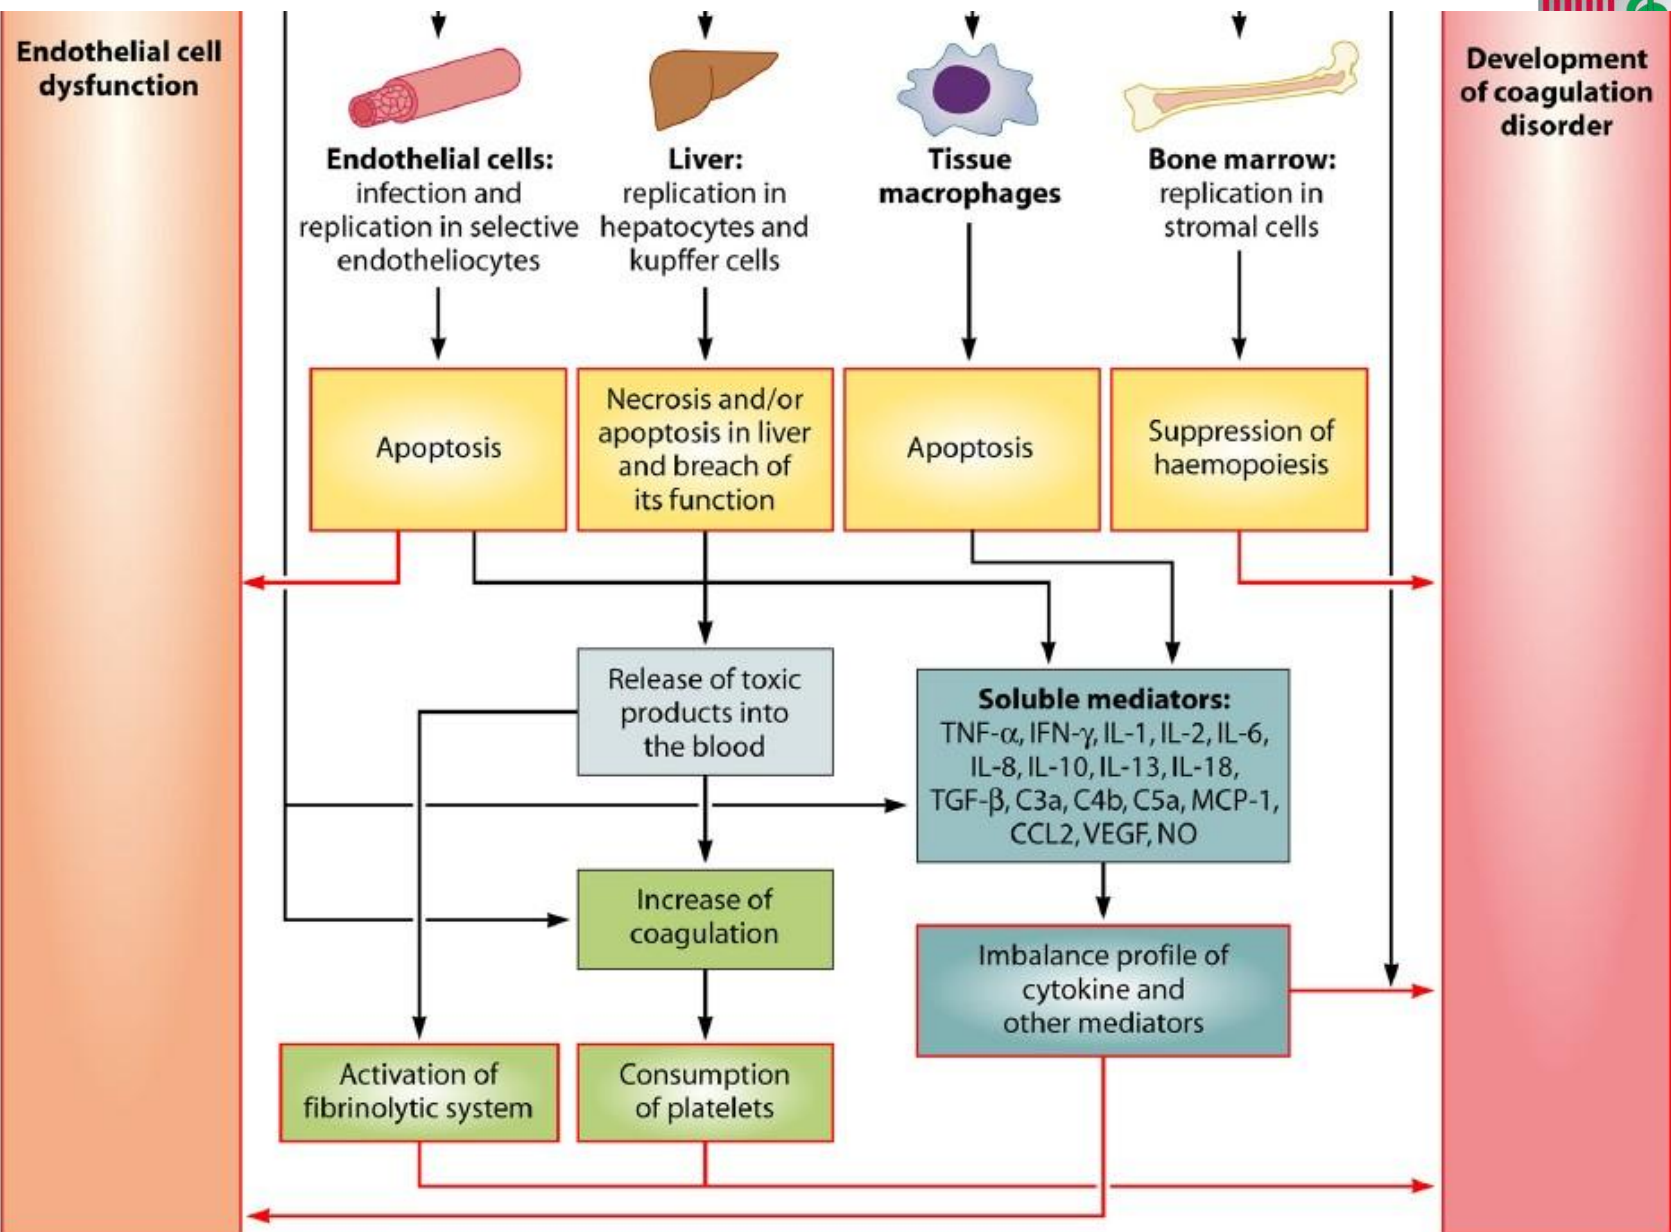 Endothelial cell
dysfunction
Development
of coagulation
disorder
Endothelial cells:
infection and
replication in selective
endotheliocytes
Liver:
replication in
hepatocytes and
kupffer cells
Tissue
macrophages
Bone marrow:
replication in
stromal cells
Apoptosis
Necrosis and/or
apoptosis in liver
and breach of
its function
Apoptosis
Suppression of
haemopoiesis
Release of toxic
products into
the blood
Soluble mediators:
TNF-α, IFN-γ, IL-1, IL-2, IL-6,
IL-8, IL-10, IL-13, IL-18,
TGF-β, C3a, C4b, C5a, MCP-1,
CCL2, VEGF, NO
Increase of
coagulation
Imbalance profile of
cytokine and
other mediators
Activation of
fibrinolytic system
Consumption
of platelets